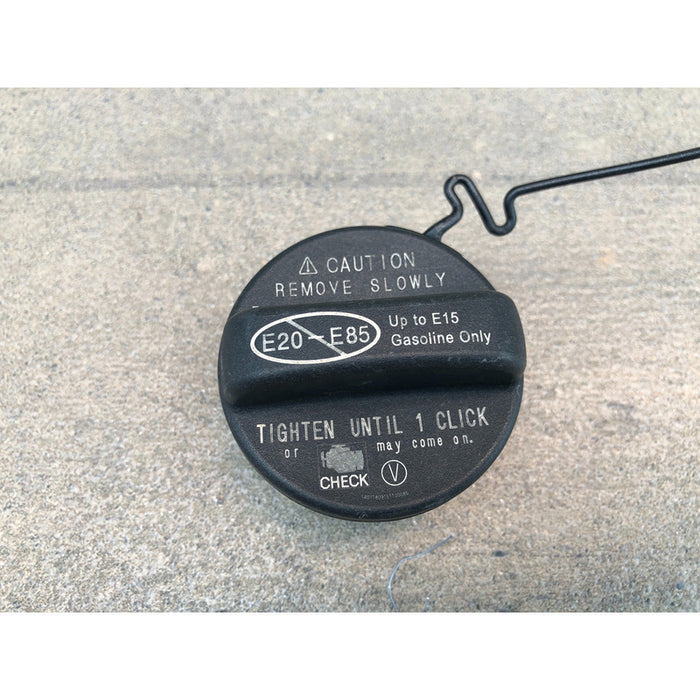 ⚠ CAUTION
REMOVE SLOWLY
E20-E85
Up to E15
Gasoline Only
TIGHTEN UNTIL 1 CLICK
or may come on.
CHECK
V